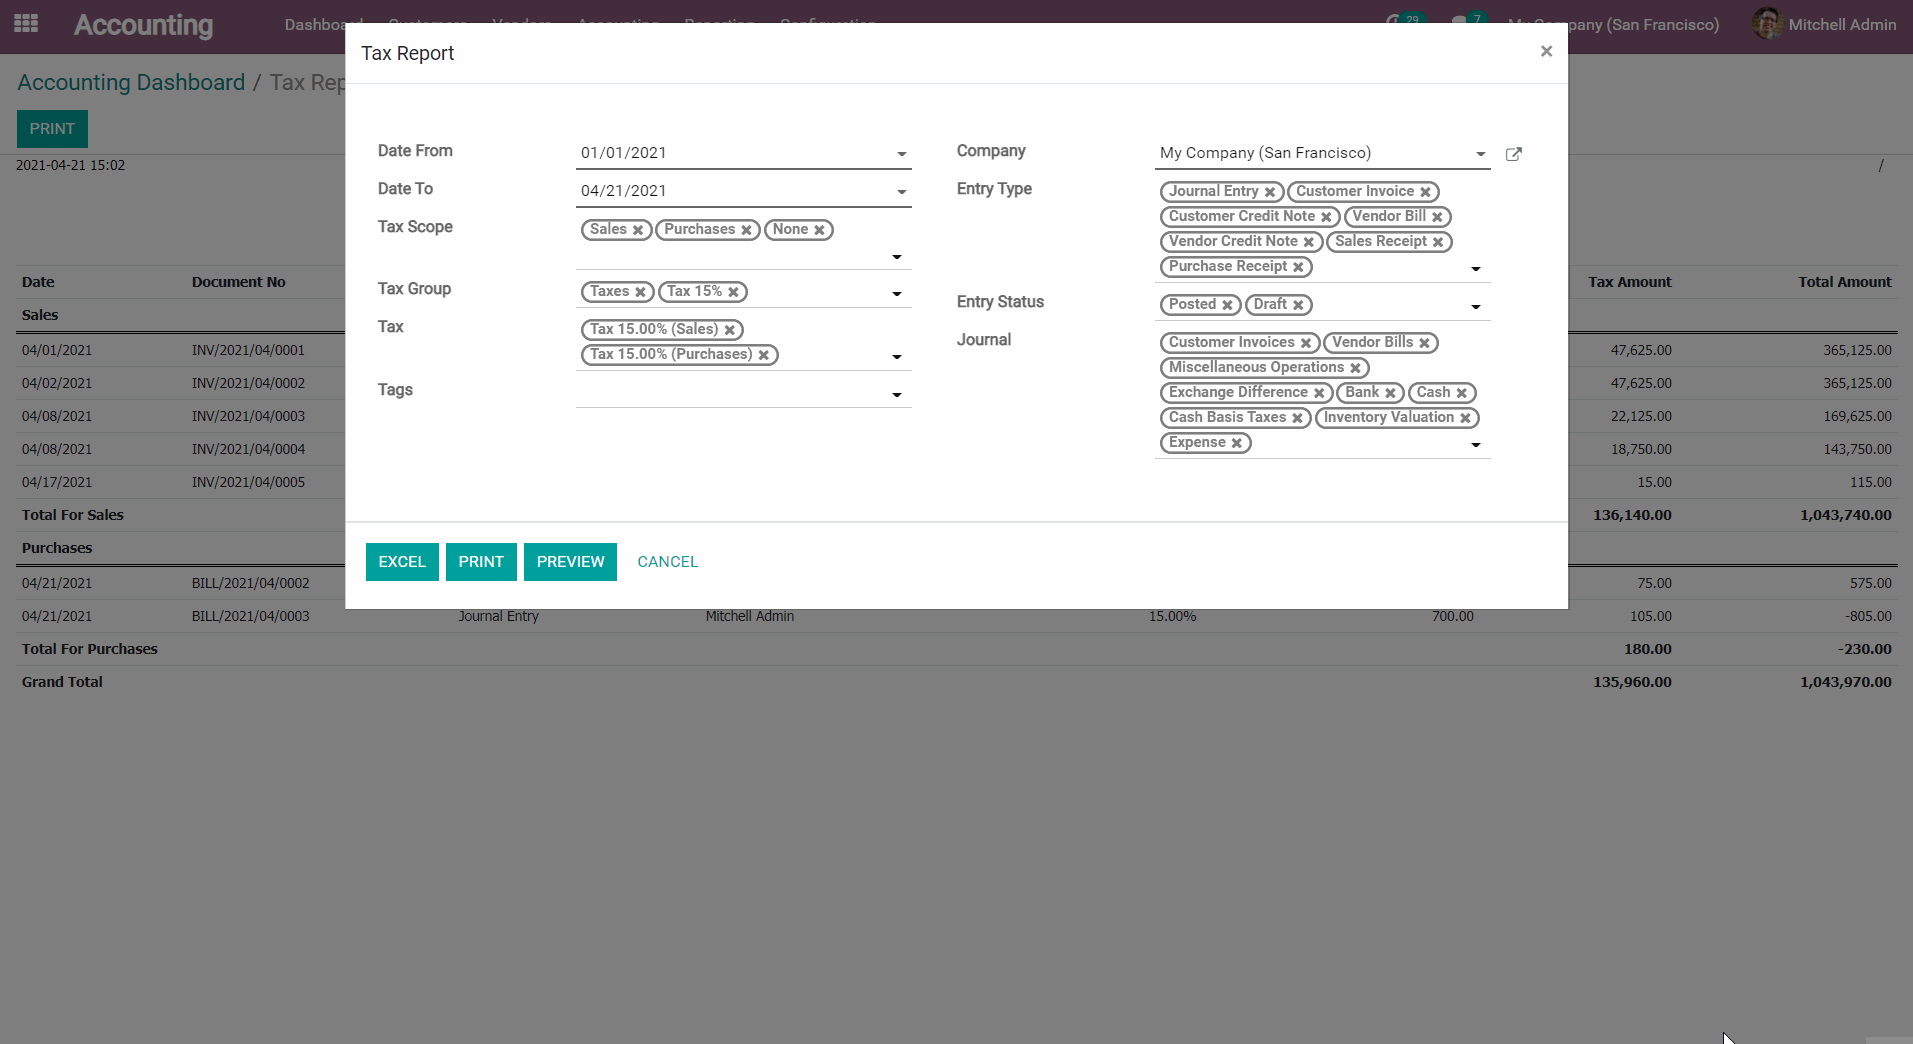 Accounting
29
7
pany (San Francisco)
Mitchell Admin
Tax Report
×
Accounting Dashboard / Tax Rep
PRINT
2021-04-21 15:02
/
Date From
01/01/2021
Company
My Company (San Francisco)
Date To
04/21/2021
Entry Type
Journal Entry × Customer Invoice ×
Customer Credit Note × Vendor Bill ×
Vendor Credit Note × Sales Receipt ×
Purchase Receipt ×
Tax Scope
Sales × Purchases × None ×
Tax Group
Taxes × Tax 15% ×
Entry Status
Posted × Draft ×
Tax
Tax 15.00% (Sales) ×
Tax 15.00% (Purchases) ×
Journal
Customer Invoices × Vendor Bills ×
Miscellaneous Operations ×
Exchange Difference × Bank × Cash ×
Cash Basis Taxes × Inventory Valuation ×
Expense ×
Tags
EXCEL PRINT PREVIEW CANCEL
Date Document No Tax Amount Total Amount
Sales
04/01/2021 INV/2021/04/0001 47,625.00 365,125.00
04/02/2021 INV/2021/04/0002 47,625.00 365,125.00
04/08/2021 INV/2021/04/0003 22,125.00 169,625.00
04/08/2021 INV/2021/04/0004 18,750.00 143,750.00
04/17/2021 INV/2021/04/0005 15.00 115.00
Total For Sales 136,140.00 1,043,740.00
Purchases
04/21/2021 BILL/2021/04/0002 75.00 575.00
04/21/2021 BILL/2021/04/0003 Journal Entry Mitchell Admin 15.00% 700.00 105.00 -805.00
Total For Purchases 180.00 -230.00
Grand Total 135,960.00 1,043,970.00